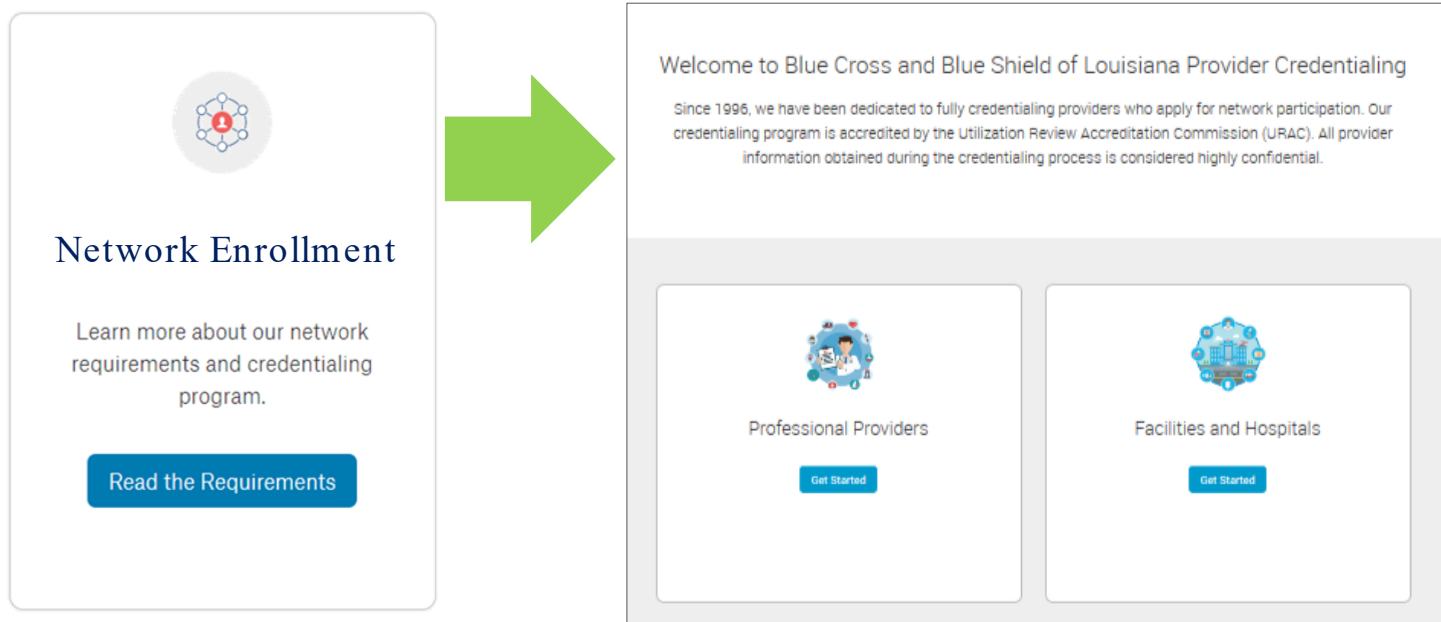 Network Enrollment
Learn more about our network
requirements and credentialing
program.
Read the Requirements
Welcome to Blue Cross and Blue Shield of Louisiana Provider Credentialing
Since 1996, we have been dedicated to fully credentialing providers who apply for network participation. Our
credentialing program is accredited by the Utilization Review Accreditation Commission (URAC). All provider
information obtained during the credentialing process is considered highly confidential.
Professional Providers
Get Started
Facilities and Hospitals
Get Started